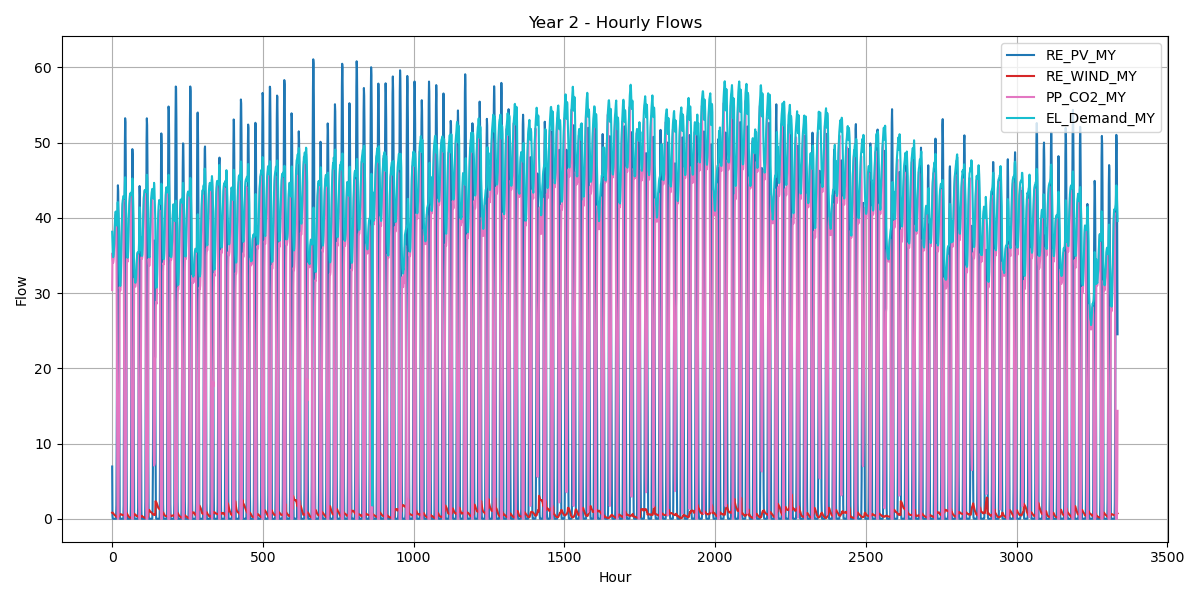 Year 2 - Hourly Flows
RE_PV_MY
RE_WIND_MY
PP_CO2_MY
EL_Demand_MY
Flow
60
50
40
30
20
10
0
0 500 1000 1500 2000 2500 3000 3500
Hour